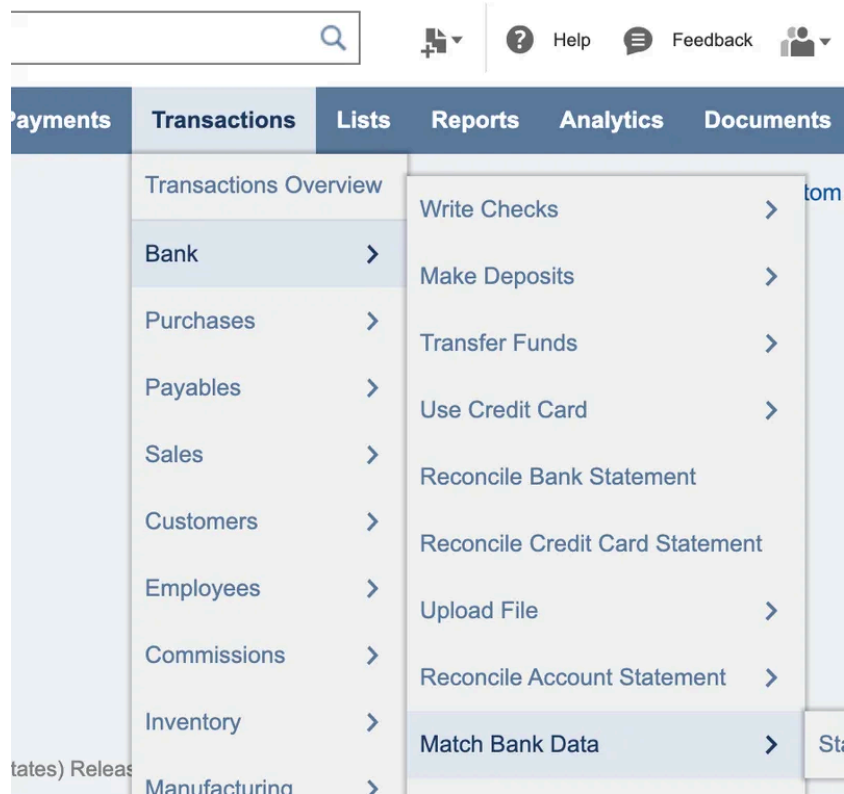 Help Feedback
Payments Transactions Lists Reports Analytics Documents
Transactions Overview
Bank
Purchases
Payables
Sales
Customers
Employees
Commissions
Inventory
Manufacturing
Write Checks
Make Deposits
Transfer Funds
Use Credit Card
Reconcile Bank Statement
Reconcile Credit Card Statement
Upload File
Reconcile Account Statement
Match Bank Data